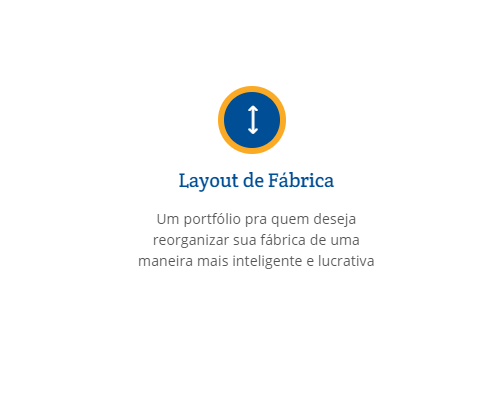 Layout de Fábrica
Um portfólio pra quem deseja
reorganizar sua fábrica de uma
maneira mais inteligente e lucrativa